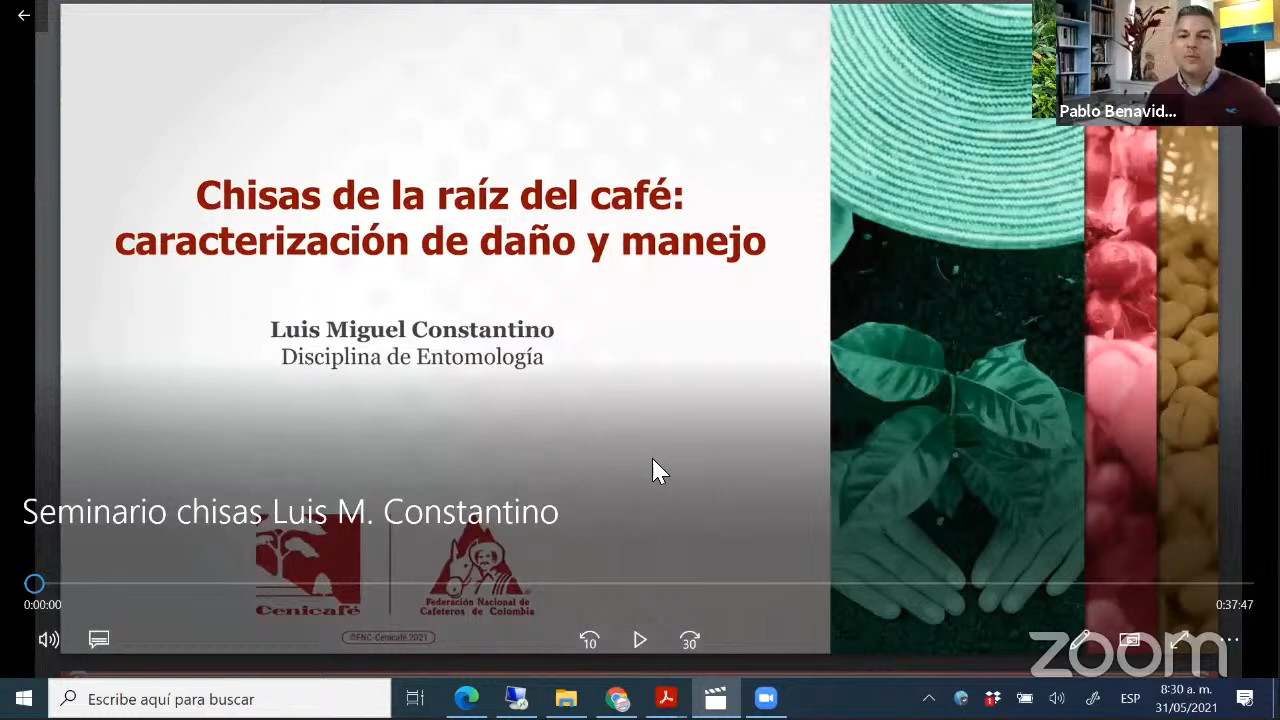 Pablo Benavid...
Chisas de la raíz del café:
caracterización de daño y manejo
Luis Miguel Constantino
Disciplina de Entomología
Seminario chisas Luis M. Constantino
Cenicafé
Federación Nacional de
Cafeteros de Colombia
0:00:00
0:37:47
©FNC-Cenicafé 2021
10
30
zoom
Escribe aquí para buscar
ESP
8:30 a. m.
31/05/2021